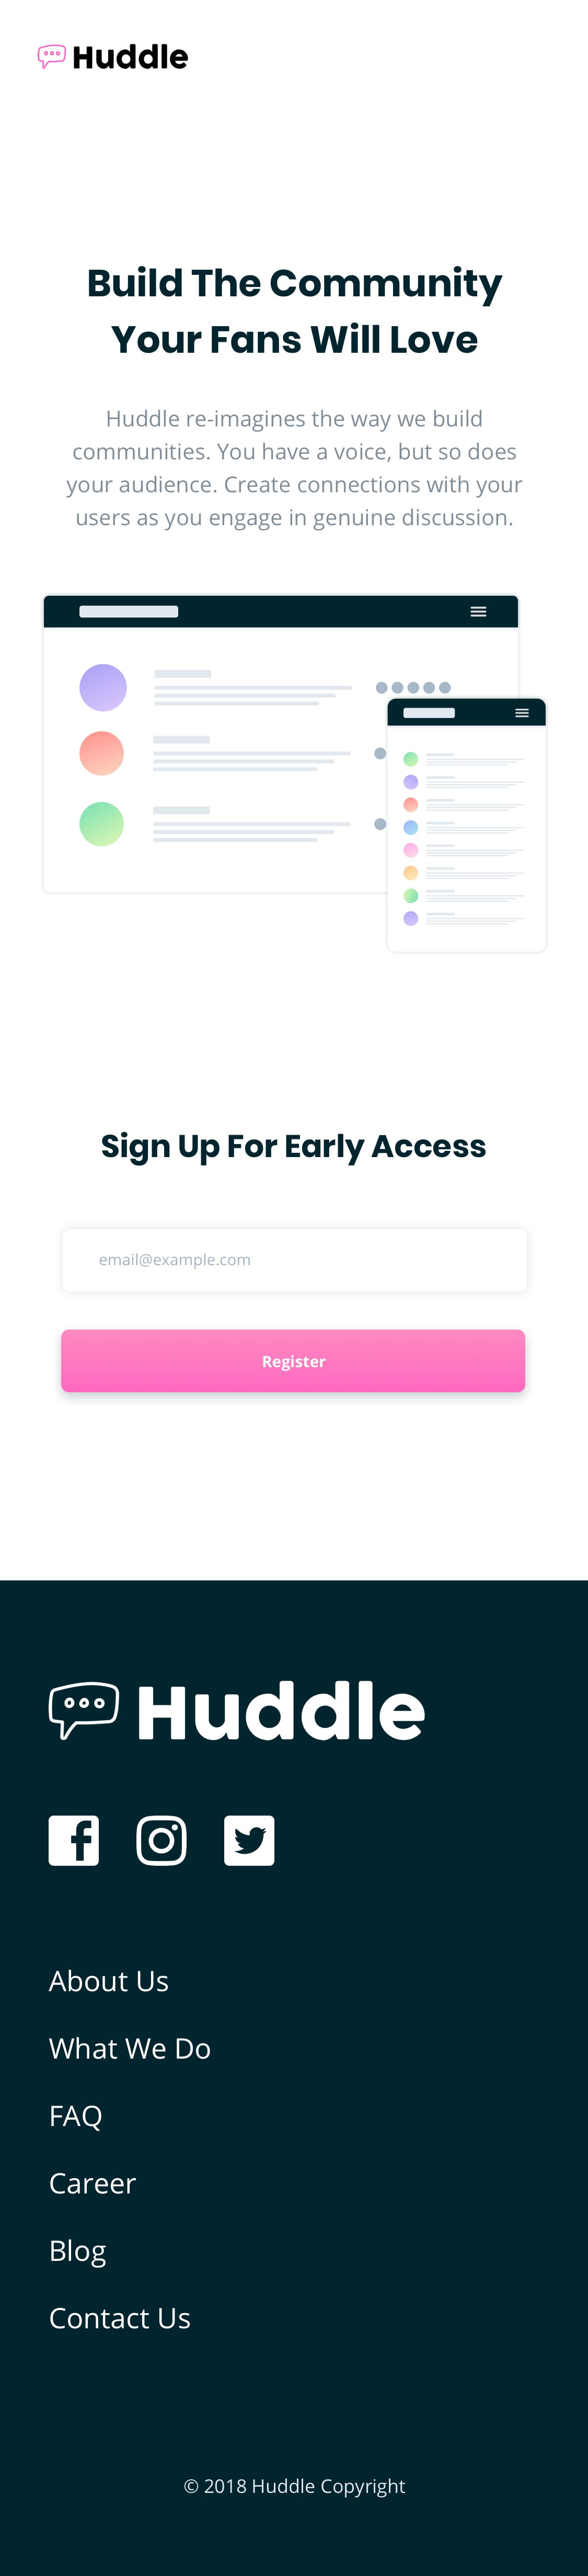 Huddle
Build The Community
Your Fans Will Love
Huddle re-imagines the way we build
communities. You have a voice, but so does
your audience. Create connections with your
users as you engage in genuine discussion.
Sign Up For Early Access
email@example.com
Register
Huddle
About Us
What We Do
FAQ
Career
Blog
Contact Us
© 2018 Huddle Copyright